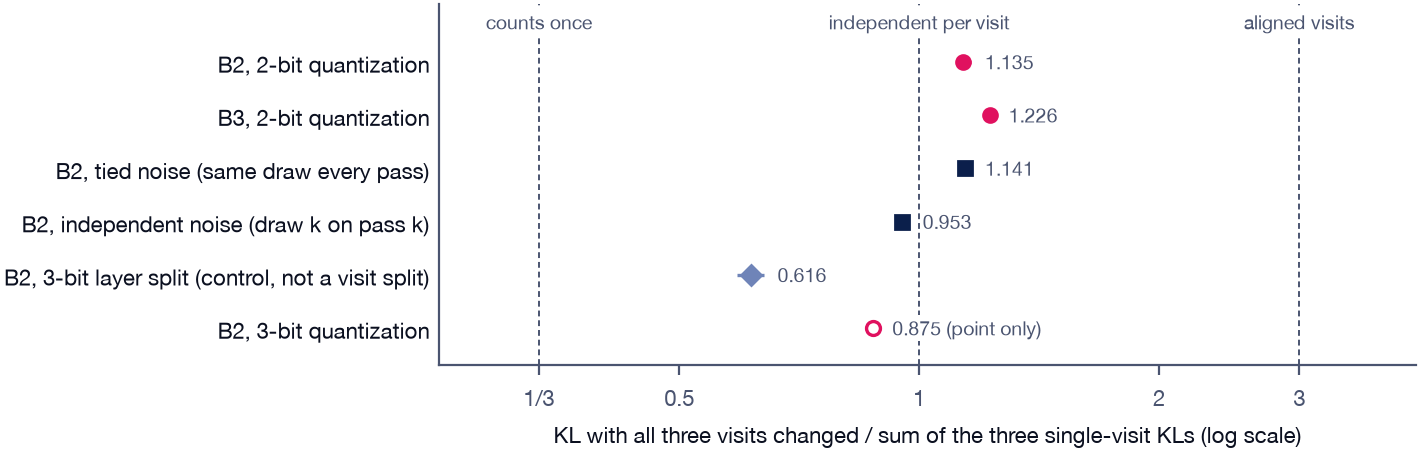 counts once independent per visit aligned visits
B2, 2-bit quantization 1.135
B3, 2-bit quantization 1.226
B2, tied noise (same draw every pass) 1.141
B2, independent noise (draw k on pass k) 0.953
B2, 3-bit layer split (control, not a visit split) 0.616
B2, 3-bit quantization 0.875 (point only)
1/3 0.5 1 2 3
KL with all three visits changed / sum of the three single-visit KLs (log scale)